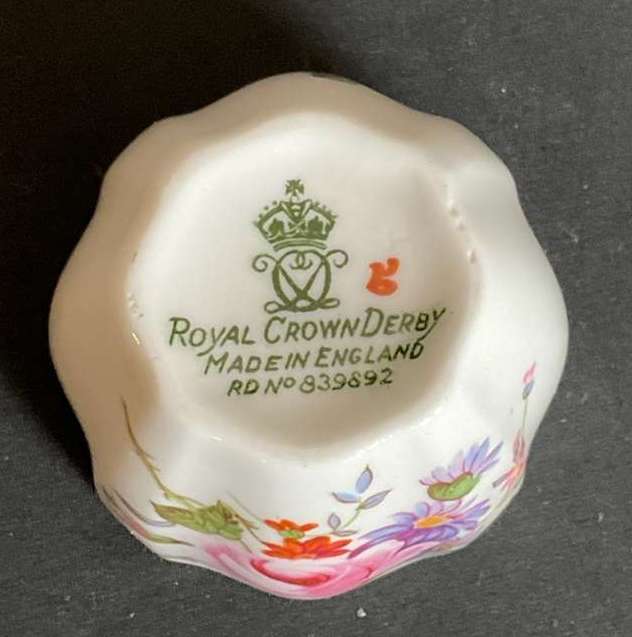 ROYAL CROWN DERBY
MADE IN ENGLAND
RD NO 839892